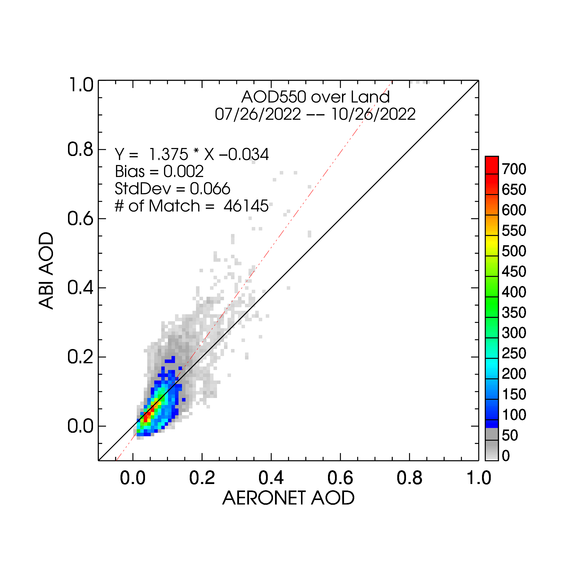 AOD550 over Land
07/26/2022 −− 10/26/2022
Y = 1.375 * X −0.034
Bias = 0.002
StdDev = 0.066
# of Match = 46145
1.0
0.8
0.6
0.4
0.2
0.0
ABI AOD
0.0 0.2 0.4 0.6 0.8 1.0
AERONET AOD
700
650
600
550
500
450
400
350
300
250
200
150
100
50
0